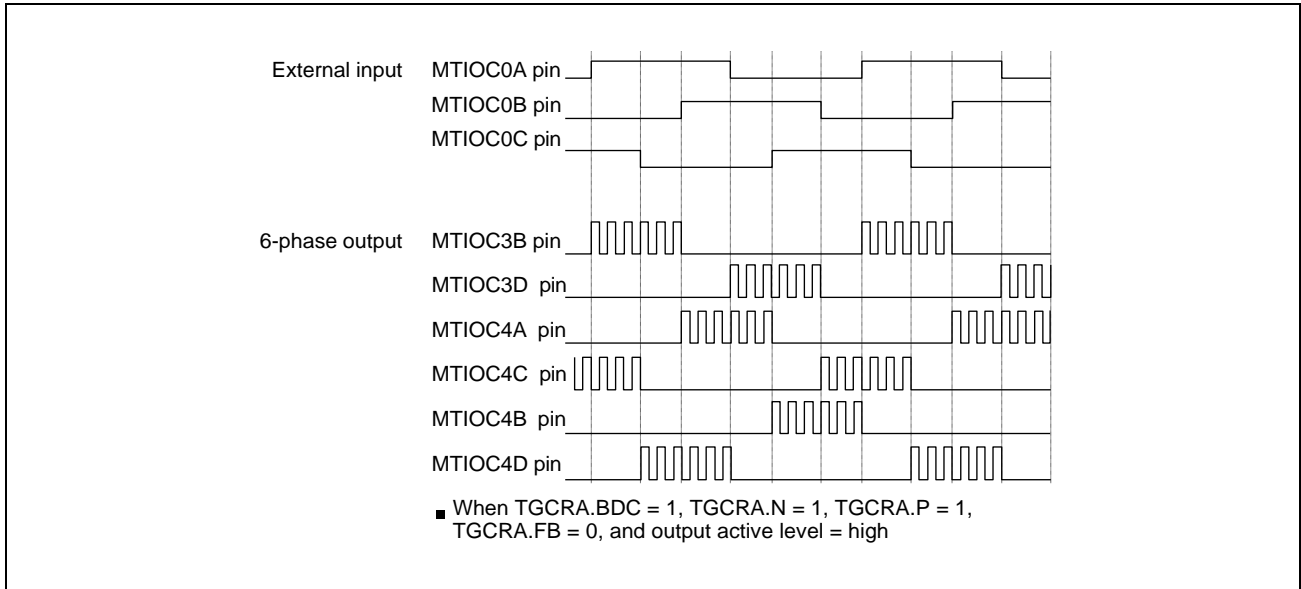 External input MTIOC0A pin
MTIOC0B pin
MTIOC0C pin
6-phase output MTIOC3B pin
MTIOC3D pin
MTIOC4A pin
MTIOC4C pin
MTIOC4B pin
MTIOC4D pin
■ When TGCRA.BDC = 1, TGCRA.N = 1, TGCRA.P = 1,
TGCRA.FB = 0, and output active level = high